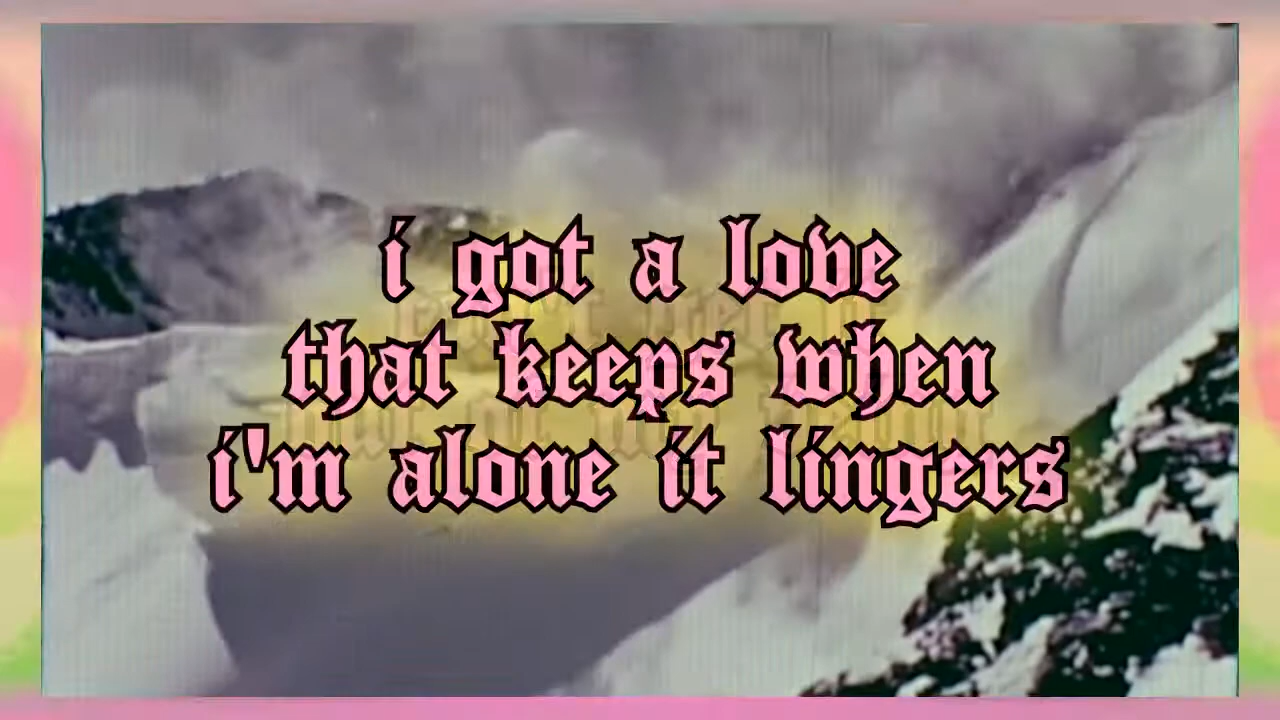 i got a love
that keeps when
i'm alone it lingers